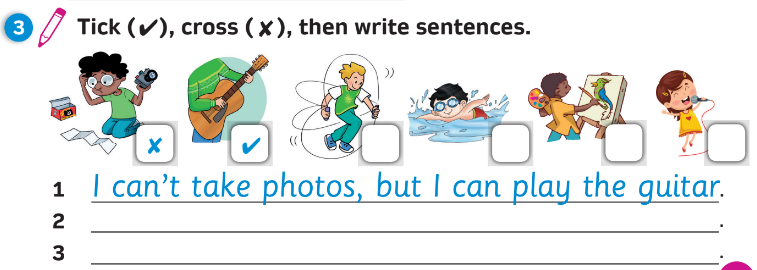 3 Tick (✔), cross (✘), then write sentences.
✘ ✔
1 I can't take photos, but I can play the guitar.
2 .
3 .